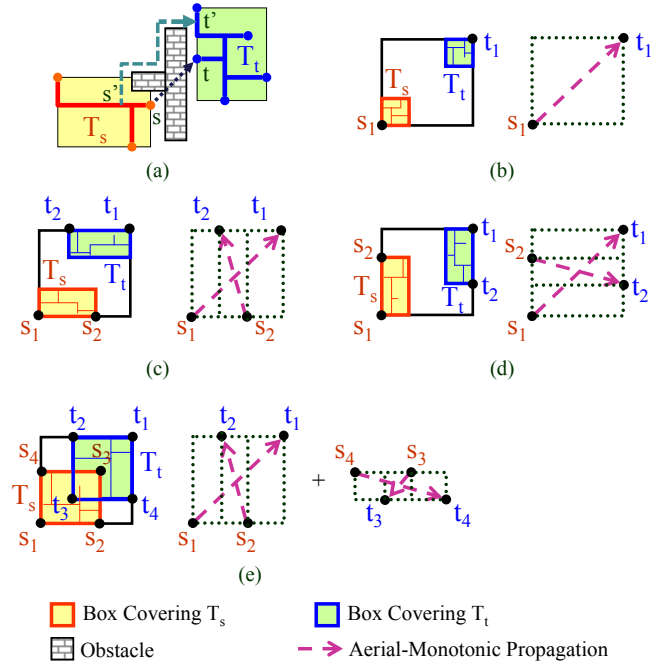 t'
T_t
t
s'
s
T_s
(a)
t_1
T_s
T_t
s_1
t_1
s_1
(b)
t_2 t_1
T_s
T_t
s_1 s_2
t_2 t_1
s_1 s_2
(c)
t_1
s_2
T_s
T_t t_2
s_1
t_1
s_2
t_2
s_1
(d)
t_2 t_1
s_4 s_3 T_t
T_s
t_3 t_4
s_1 s_2
t_2 t_1
s_1 s_2
+
s_4 s_3
t_3 t_4
(e)
Box Covering T_s
Box Covering T_t
Obstacle
Aerial-Monotonic Propagation